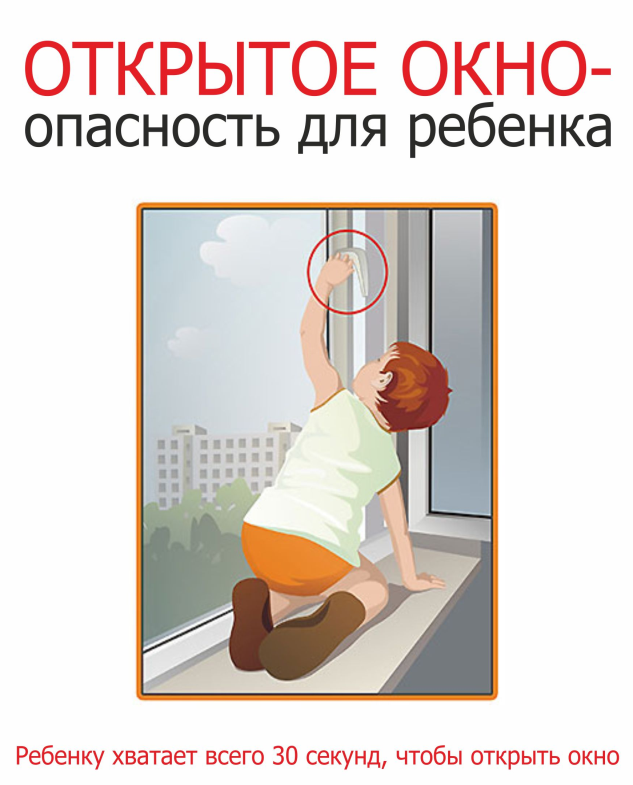 ОТКРЫТОЕ ОКНО-
опасность для ребенка
Ребенку хватает всего 30 секунд, чтобы открыть окно